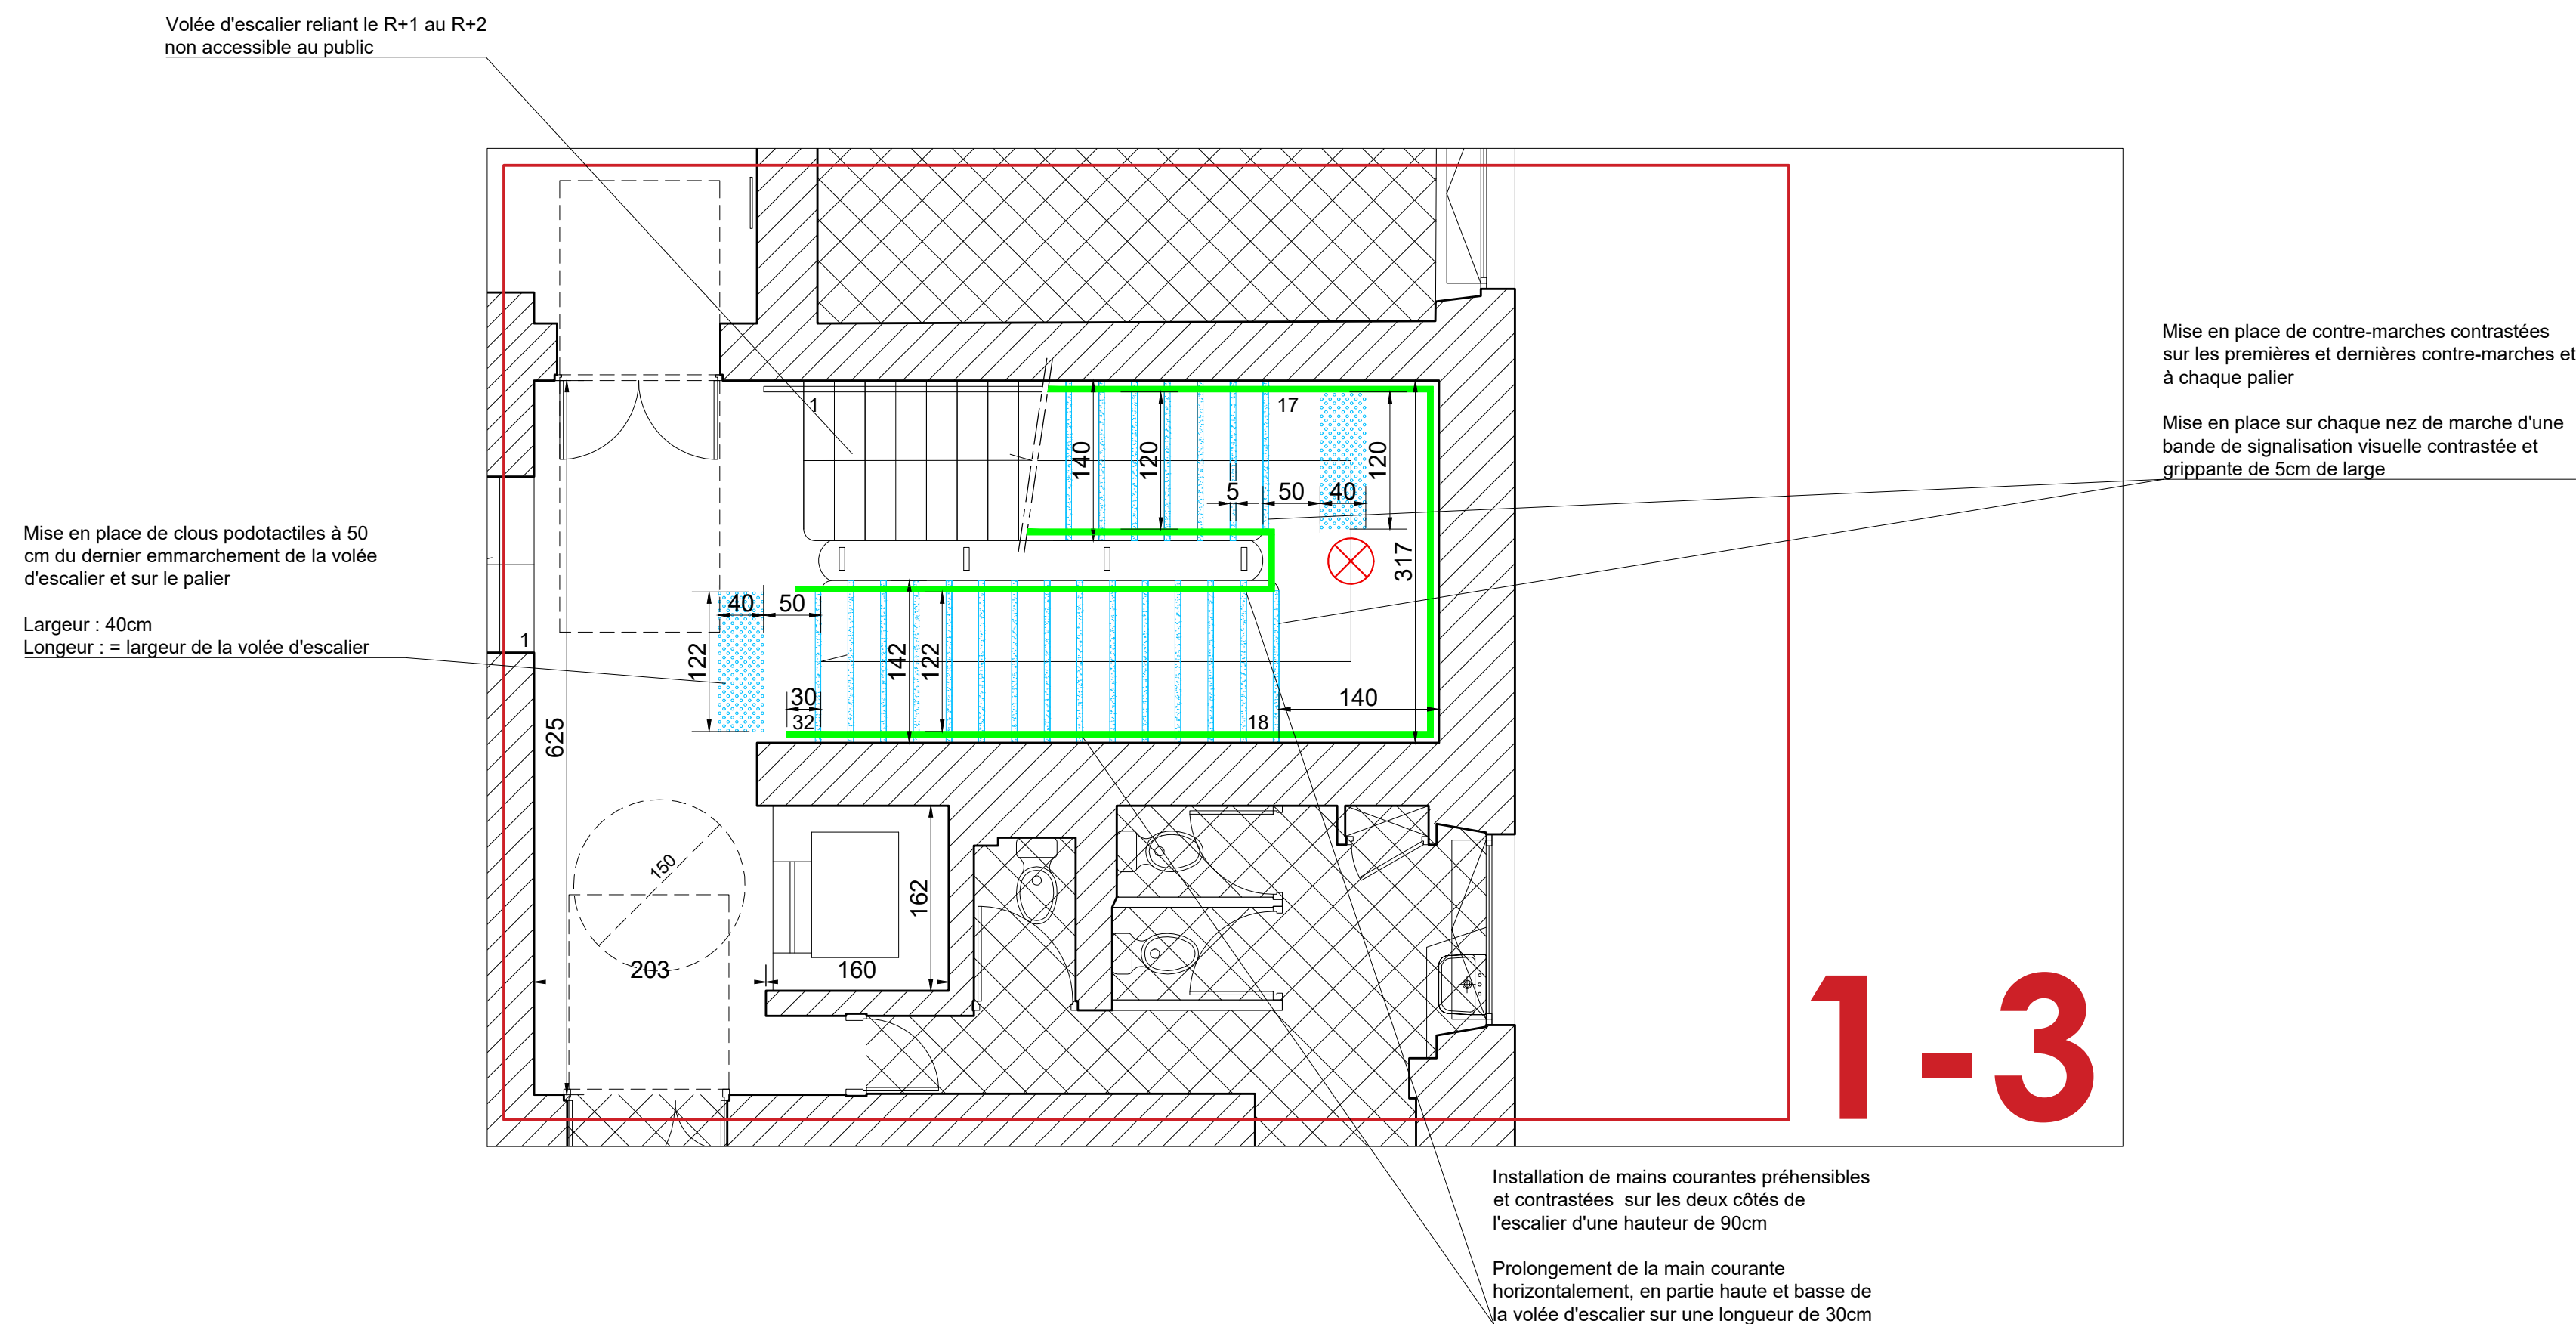 Volée d'escalier reliant le R+1 au R+2
non accessible au public
Mise en place de contre-marches contrastées
sur les premières et dernières contre-marches et
à chaque palier
Mise en place sur chaque nez de marche d'une
bande de signalisation visuelle contrastée et
grippante de 5cm de large
Mise en place de clous podotactiles à 50
cm du dernier emmarchement de la volée
d'escalier et sur le palier
Largeur : 40cm
Longeur : = largeur de la volée d'escalier
1
17
140
120
120
5
50
40
317
40
50
1
122
142
122
30
32
18
140
625
150
162
203
160
1-3
Installation de mains courantes préhensibles
et contrastées sur les deux côtés de
l'escalier d'une hauteur de 90cm
Prolongement de la main courante
horizontalement, en partie haute et basse de
la volée d'escalier sur une longueur de 30cm